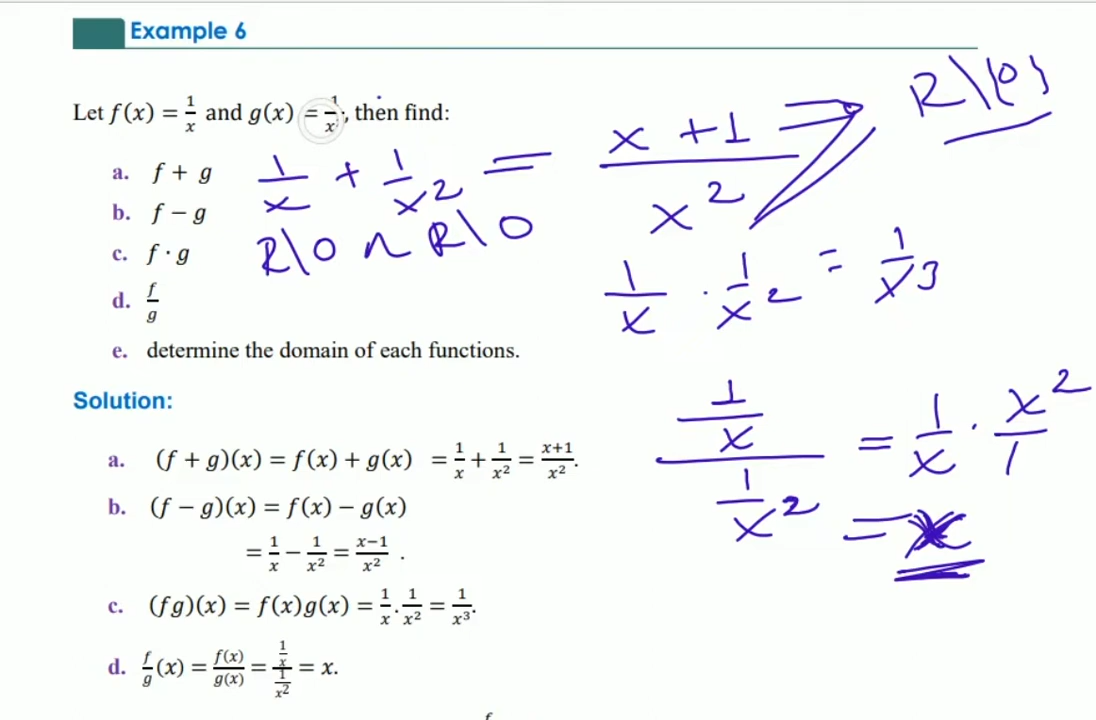 Example 6
Let f(x) = 1/x and g(x) = 1/x², then find:
a. f + g
b. f − g
c. f · g
d. f/g
e. determine the domain of each functions.
1/x + 1/x² = x+1/x²
R\0 ∩ R\0
R\{0}
1/x · 1/x² = 1/x3
1/x / 1/x² = 1/x · x²/1
= x
Solution:
a. (f + g)(x) = f(x) + g(x) = 1/x + 1/x² = x+1/x².
b. (f − g)(x) = f(x) − g(x)
= 1/x − 1/x² = x−1/x² .
c. (fg)(x) = f(x)g(x) = 1/x . 1/x² = 1/x³.
d. f/g (x) = f(x)/g(x) = 1/x / 1/x² = x.